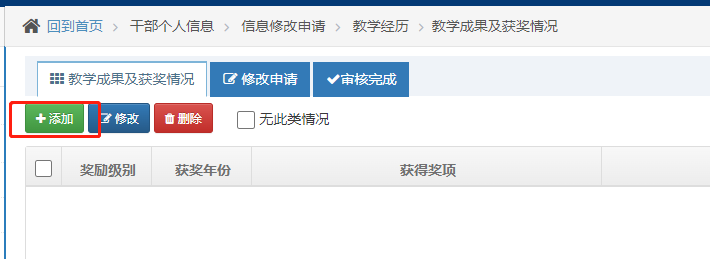 回到首页 > 干部个人信息 > 信息修改申请 > 教学经历 > 教学成果及获奖情况
教学成果及获奖情况 修改申请 审核完成
添加 修改 删除 无此类情况
奖励级别 获奖年份 获得奖项